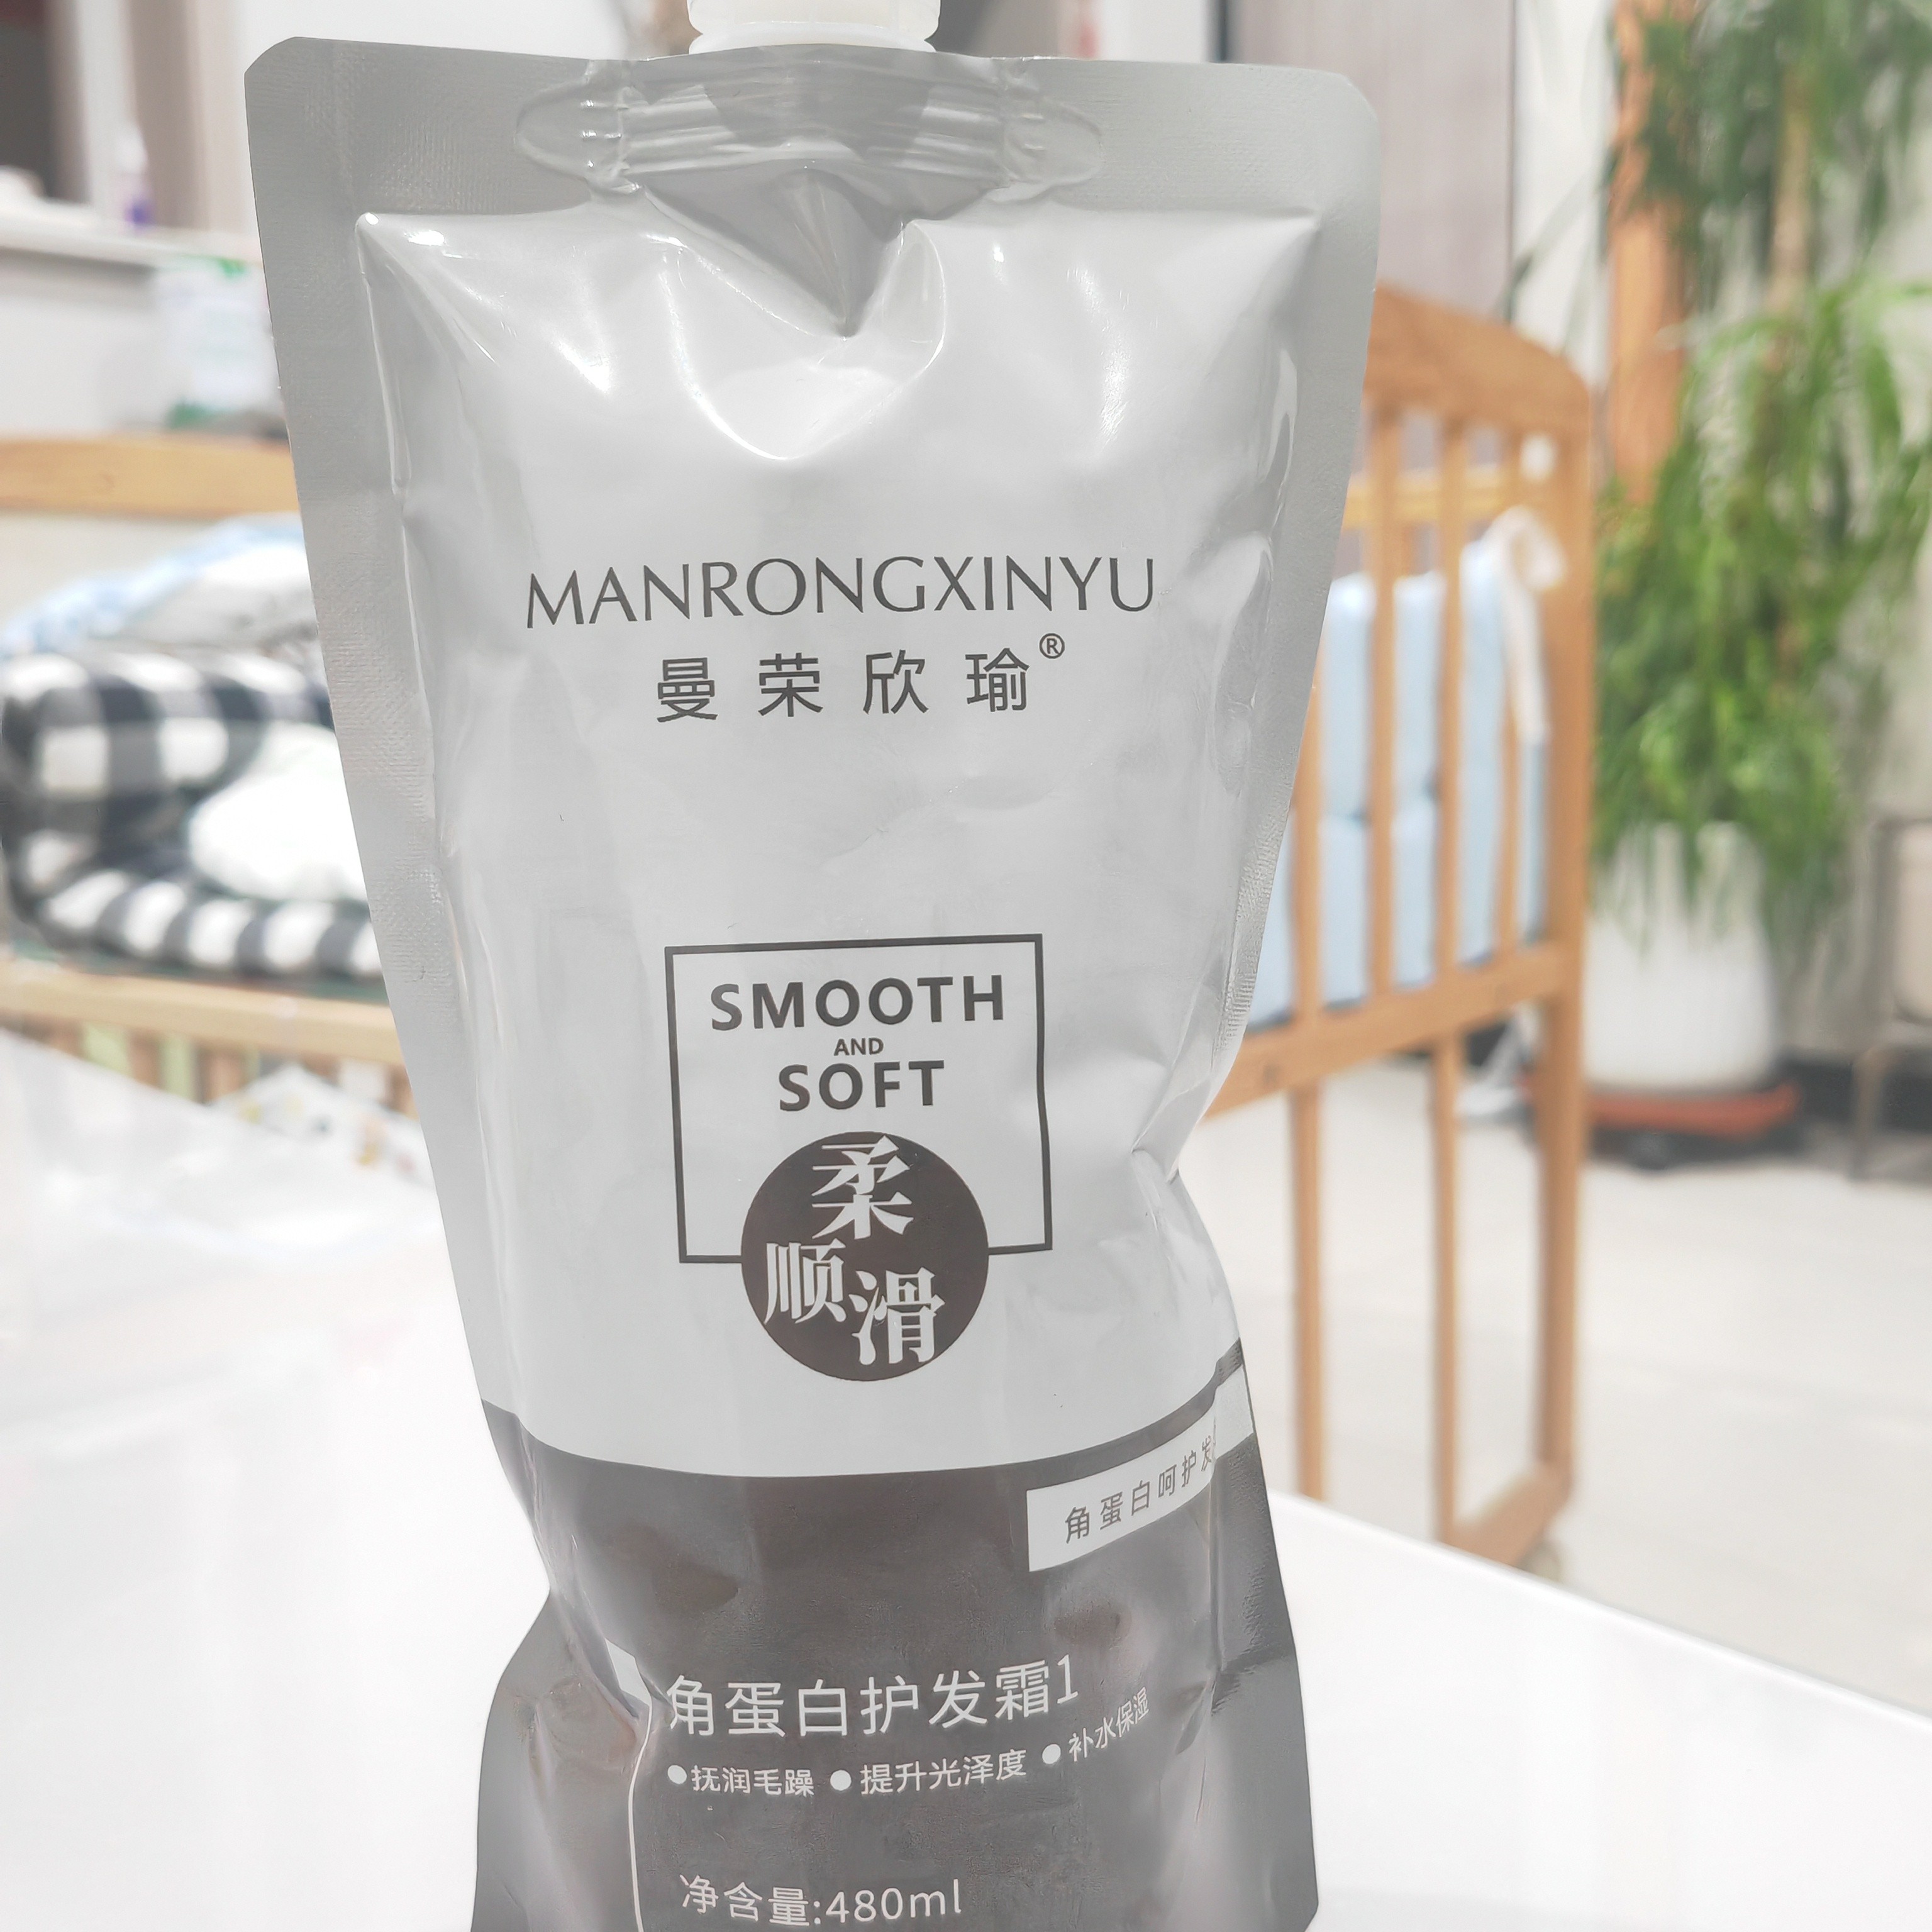 MANRONGXINYU
曼荣欣瑜®
SMOOTH
AND
SOFT
柔
顺滑
角蛋白呵护发
角蛋白护发霜1
●抚润毛躁 ●提升光泽度 ●补水保湿
净含量:480ml